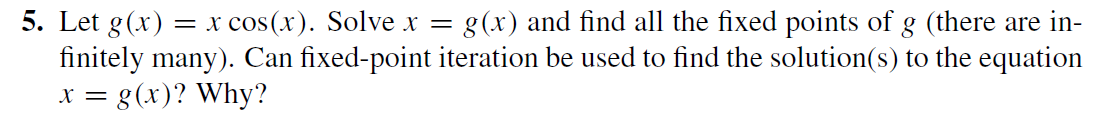 5. Let g(x) = x cos(x). Solve x = g(x) and find all the fixed points of g (there are in-
finitely many). Can fixed-point iteration be used to find the solution(s) to the equation
x = g(x)? Why?